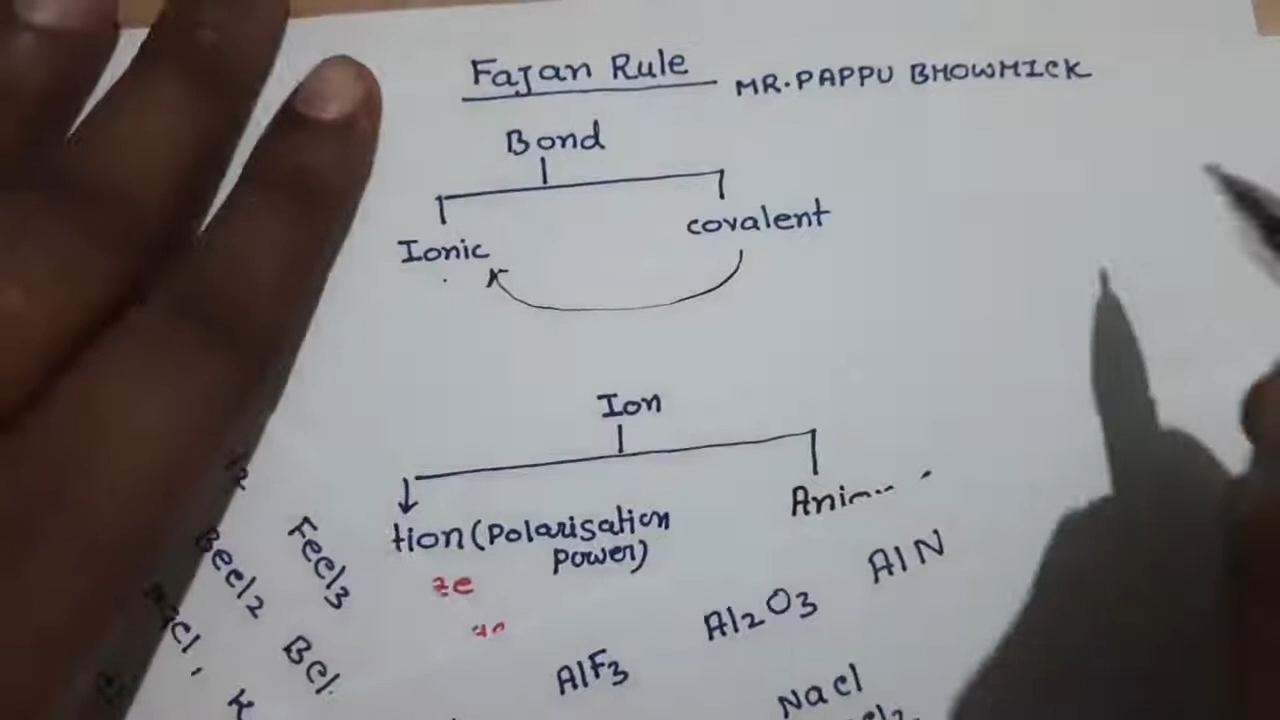 Fajan Rule
MR. PAPPU BHOWMICK
Bond
Ionic
covalent
Ion
tion (Polarisation
power)
ze
AlN
Al2O3
AlF3
FeCl3
BeCl2
BCl
NaCl